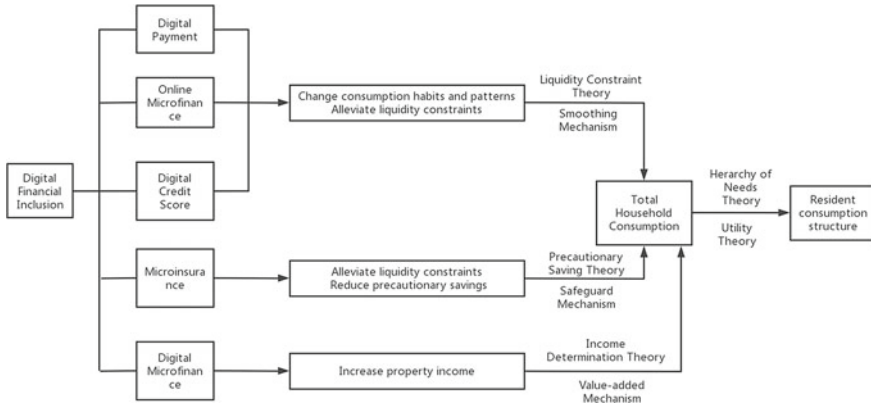 Digital
Payment
Online
Microfinan
ce
Digital
Credit
Score
Digital
Financial
Inclusion
Microinsura
nce
Digital
Microfinan
ce
Change consumption habits and patterns
Alleviate liquidity constraints
Alleviate liquidity constraints
Reduce precautionary savings
Increase property income
Liquidity Constraint
Theory
Smoothing
Mechanism
Precautionary
Saving Theory
Safeguard
Mechanism
Income
Determination Theory
Value-added
Mechanism
Total
Household
Consumption
Herarchy of
Needs
Theory
Utility
Theory
Resident
consumption
structure